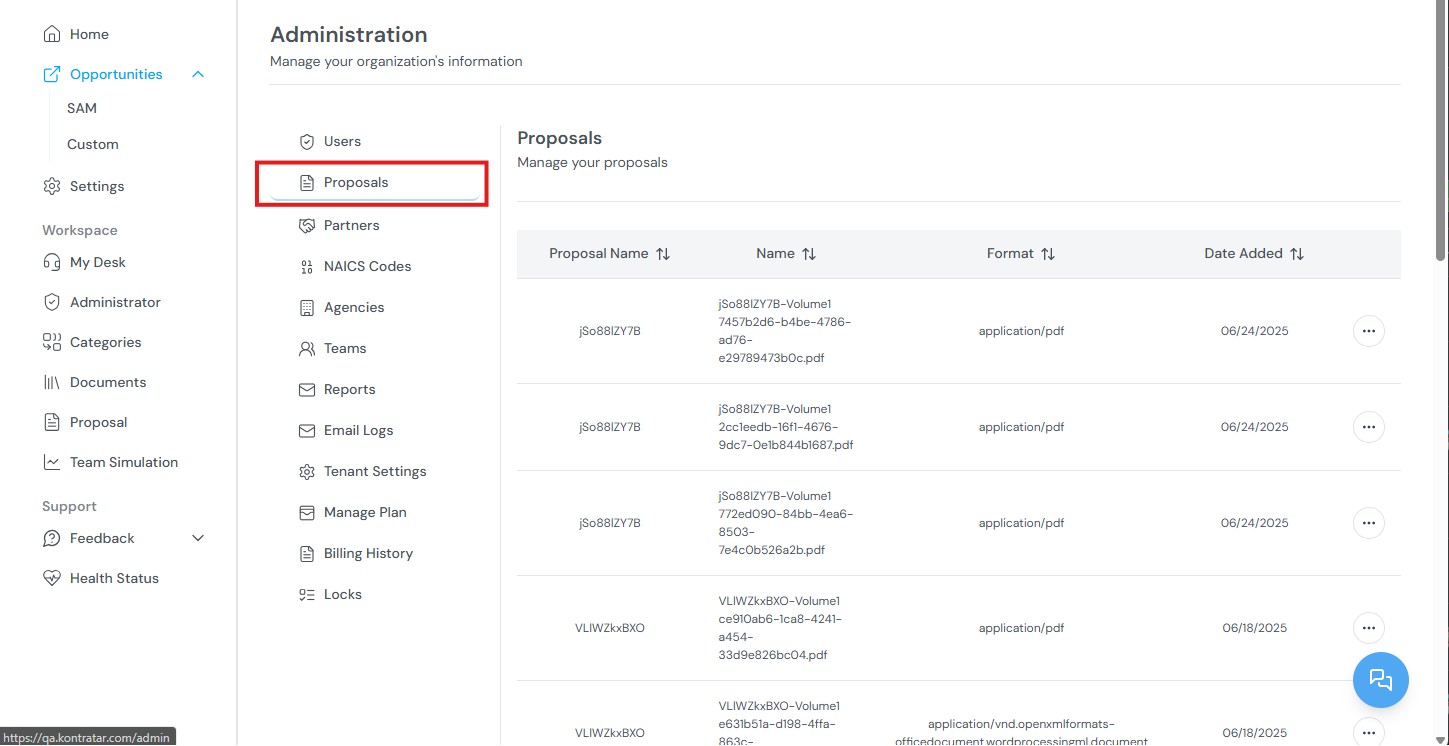 Home
Opportunities
SAM
Custom
Settings
Workspace
My Desk
Administrator
Categories
Documents
Proposal
Team Simulation
Support
Feedback
Health Status
https://qa.kontratar.com/admin
Administration
Manage your organization's information
Users
Proposals
Partners
NAICS Codes
Agencies
Teams
Reports
Email Logs
Tenant Settings
Manage Plan
Billing History
Locks
Proposals
Manage your proposals
Proposal Name Name Format Date Added
jSo88lZY7B
jSo88lZY7B-Volume1
7457b2d6-b4be-4786-
ad76-
e29789473b0c.pdf
application/pdf
06/24/2025
jSo88lZY7B
jSo88lZY7B-Volume1
2cc1eedb-16f1-4676-
9dc7-0e1b844b1687.pdf
application/pdf
06/24/2025
jSo88lZY7B
jSo88lZY7B-Volume1
772ed090-84bb-4ea6-
8503-
7e4c0b526a2b.pdf
application/pdf
06/24/2025
VLlWZkxBXO
VLlWZkxBXO-Volume1
ce910ab6-1ca8-4241-
a454-
33d9e826bc04.pdf
application/pdf
06/18/2025
VLlWZkxBXO
VLlWZkxBXO-Volume1
e631b51a-d198-4ffa-
863c-
application/vnd.openxmlformats-
officedocument.wordprocessingml.document
06/18/2025